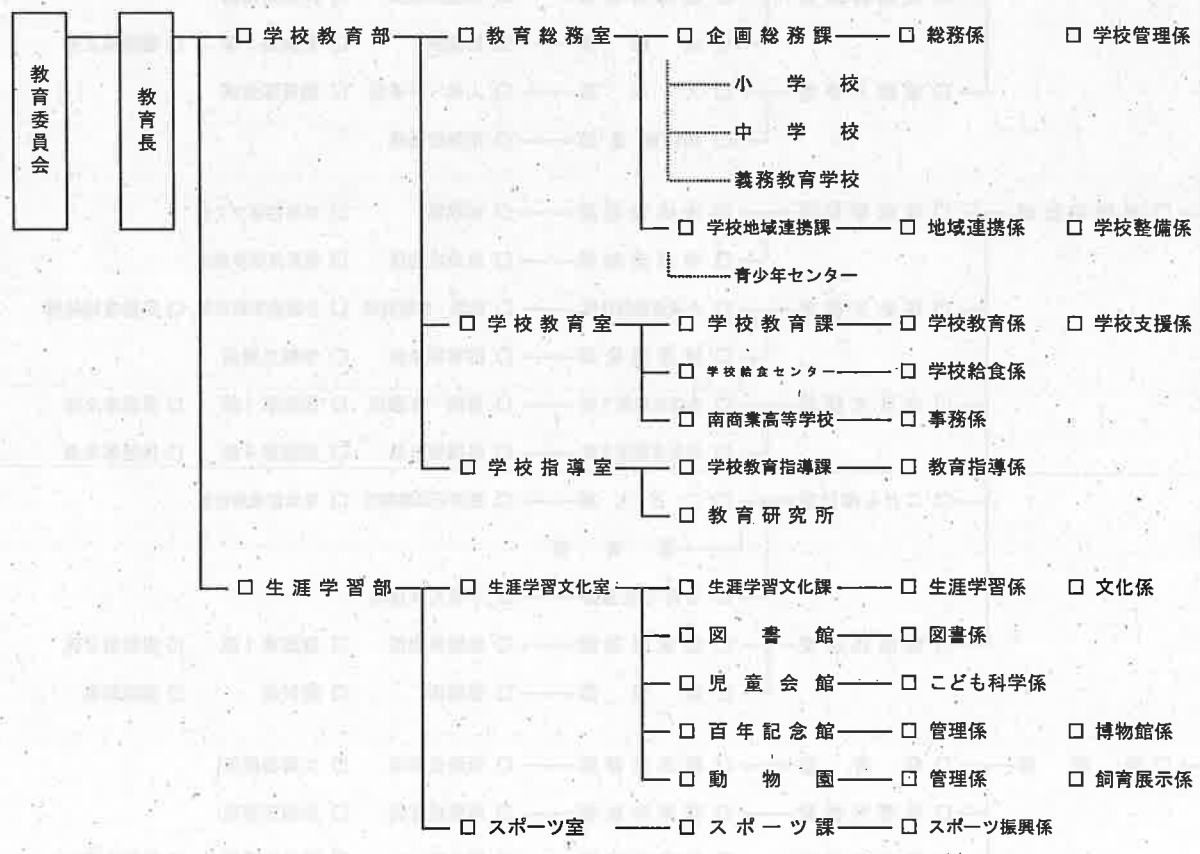 教育委員会
教育長
□ 学校教育部 □ 教育総務室 □ 企画総務課 □ 総務係 □ 学校管理係
小学校
中学校
義務教育学校
□ 学校地域連携課 □ 地域連携係 □ 学校整備係
青少年センター
□ 学校教育室 □ 学校教育課 □ 学校教育係 □ 学校支援係
□ 学校給食センター □ 学校給食係
□ 南商業高等学校 □ 事務係
□ 学校指導室 □ 学校教育指導課 □ 教育指導係
□ 教育研究所
□ 生涯学習部 □ 生涯学習文化室 □ 生涯学習文化課 □ 生涯学習係 □ 文化係
□ 図書館 □ 図書係
□ 児童会館 □ こども科学係
□ 百年記念館 □ 管理係 □ 博物館係
□ 動物園 □ 管理係 □ 飼育展示係
□ スポーツ室 □ スポーツ課 □ スポーツ振興係